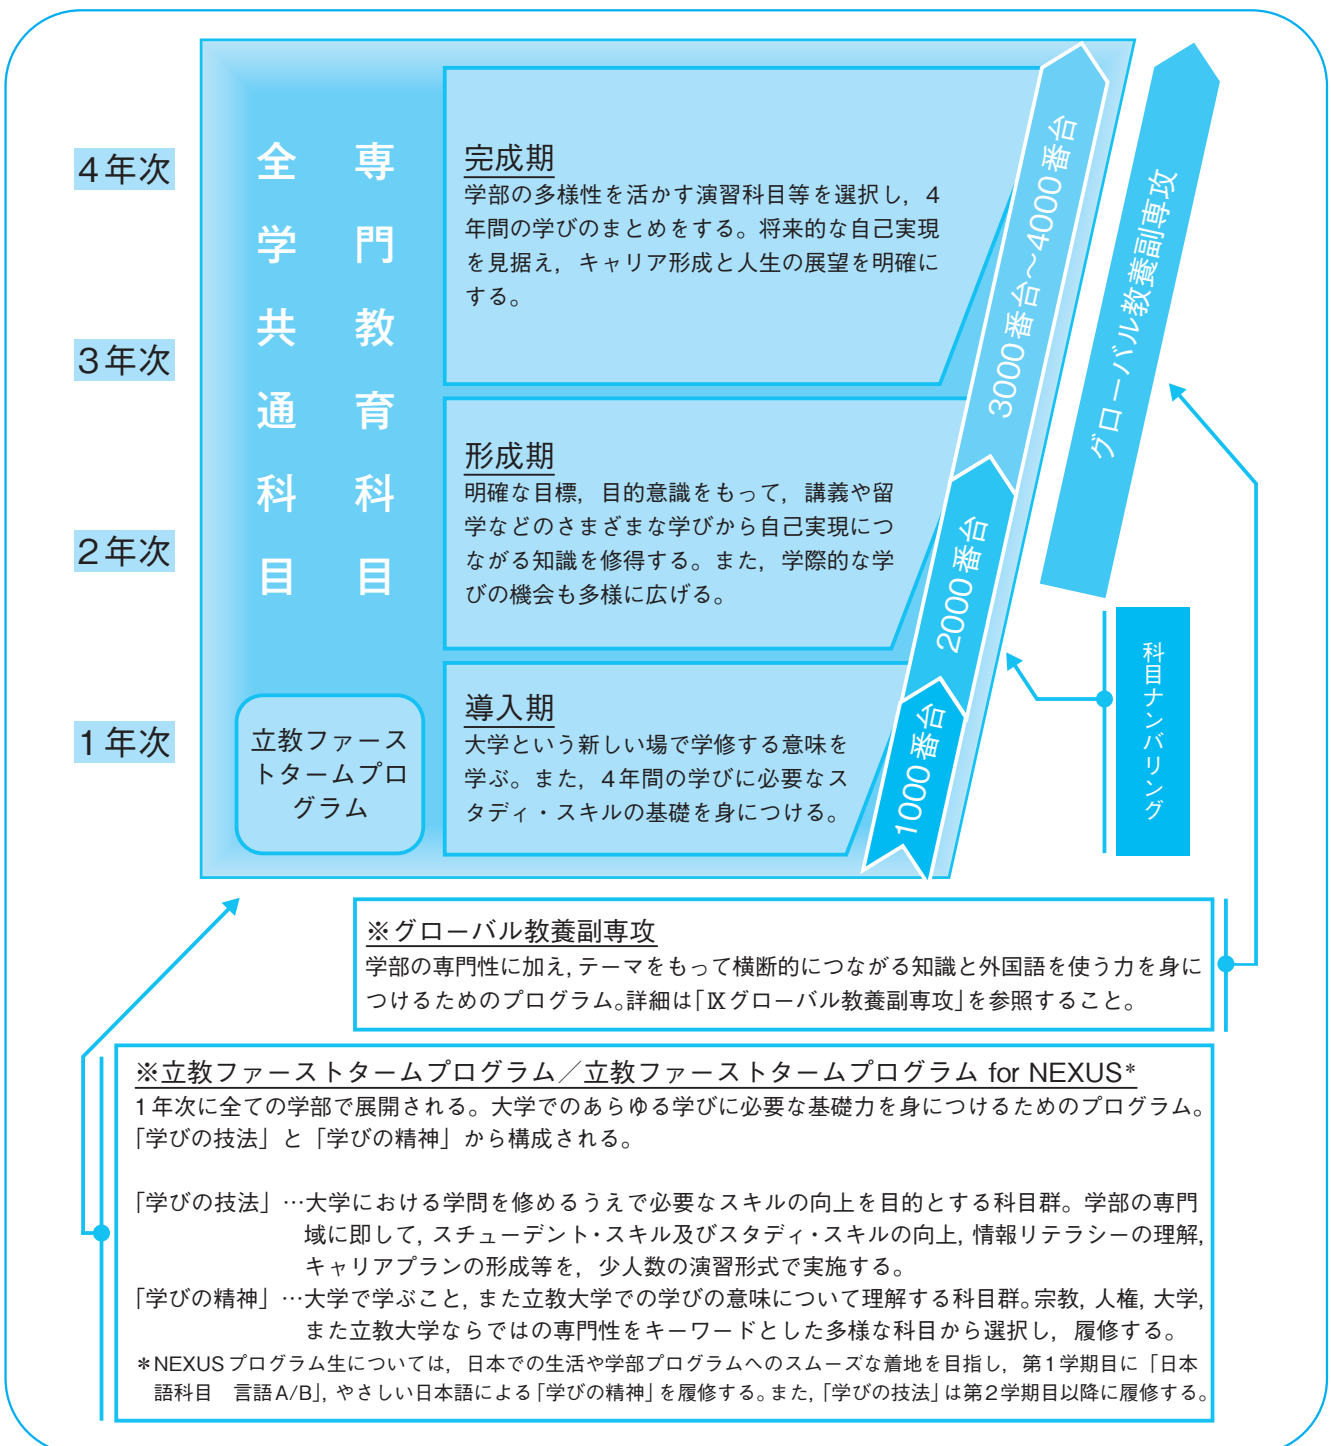 4年次
3年次
2年次
1年次
全学共通科目
専門教育科目
立教ファース
トタームプロ
グラム
完成期
学部の多様性を活かす演習科目等を選択し，4
年間の学びのまとめをする。将来的な自己実現
を見据え，キャリア形成と人生の展望を明確に
する。
形成期
明確な目標，目的意識をもって，講義や留
学などのさまざまな学びから自己実現につ
ながる知識を修得する。また，学際的な学
びの機会も多様に広げる。
導入期
大学という新しい場で学修する意味を
学ぶ。また，4年間の学びに必要なス
タディ・スキルの基礎を身につける。
3000番台～4000番台
2000番台
1000番台
グローバル教養副専攻
科目ナンバリング
※グローバル教養副専攻
学部の専門性に加え，テーマをもって横断的につながる知識と外国語を使う力を身に
つけるためのプログラム。詳細は「Ⅸグローバル教養副専攻」を参照すること。
※立教ファーストタームプログラム／立教ファーストタームプログラム for NEXUS*
1年次に全ての学部で展開される。大学でのあらゆる学びに必要な基礎力を身につけるためのプログラム。
「学びの技法」と「学びの精神」から構成される。
「学びの技法」…大学における学問を修めるうえで必要なスキルの向上を目的とする科目群。学部の専門
域に即して，スチューデント・スキル及びスタディ・スキルの向上，情報リテラシーの理解，
キャリアプランの形成等を，少人数の演習形式で実施する。
「学びの精神」…大学で学ぶこと，また立教大学での学びの意味について理解する科目群。宗教，人権，大学，
また立教大学ならではの専門性をキーワードとした多様な科目から選択し，履修する。
*NEXUSプログラム生については，日本での生活や学部プログラムへのスムーズな着地を目指し，第1学期目に「日本
語科目　言語A/B」，やさしい日本語による「学びの精神」を履修する。また，「学びの技法」は第2学期目以降に履修する。